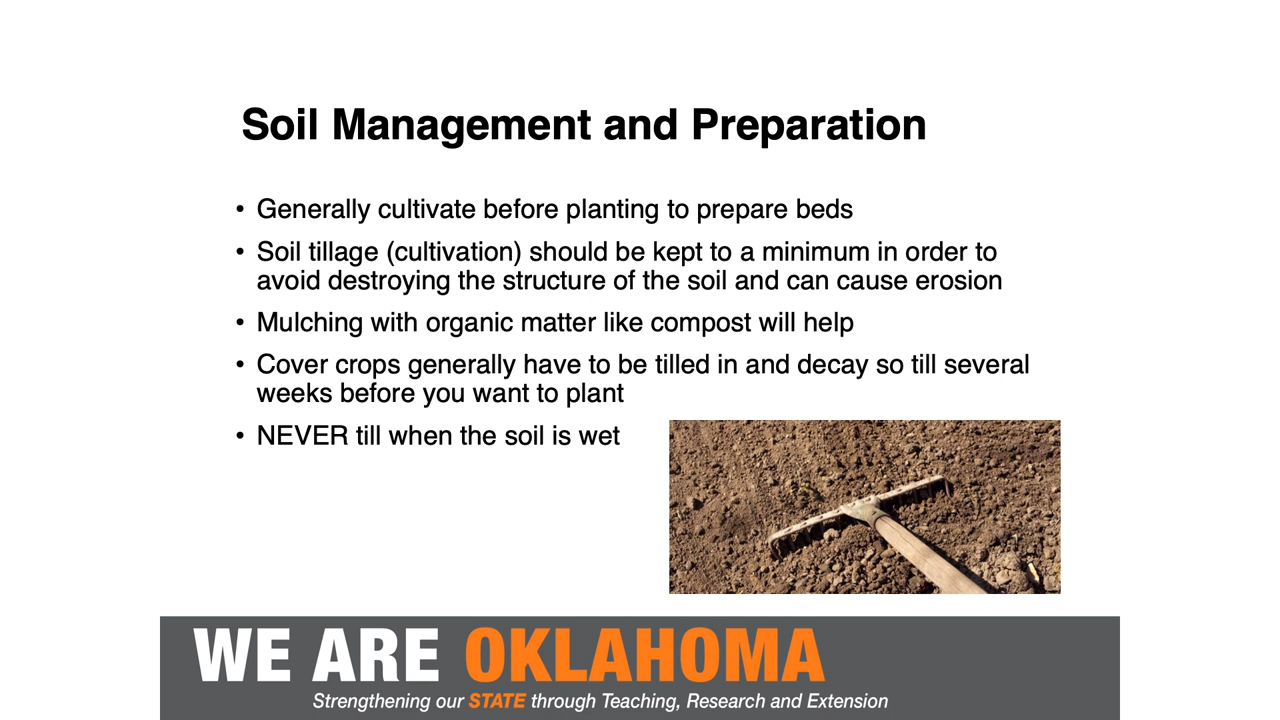 Soil Management and Preparation
• Generally cultivate before planting to prepare beds
• Soil tillage (cultivation) should be kept to a minimum in order to
avoid destroying the structure of the soil and can cause erosion
• Mulching with organic matter like compost will help
• Cover crops generally have to be tilled in and decay so till several
weeks before you want to plant
• NEVER till when the soil is wet
WE ARE OKLAHOMA
Strengthening our STATE through Teaching, Research and Extension